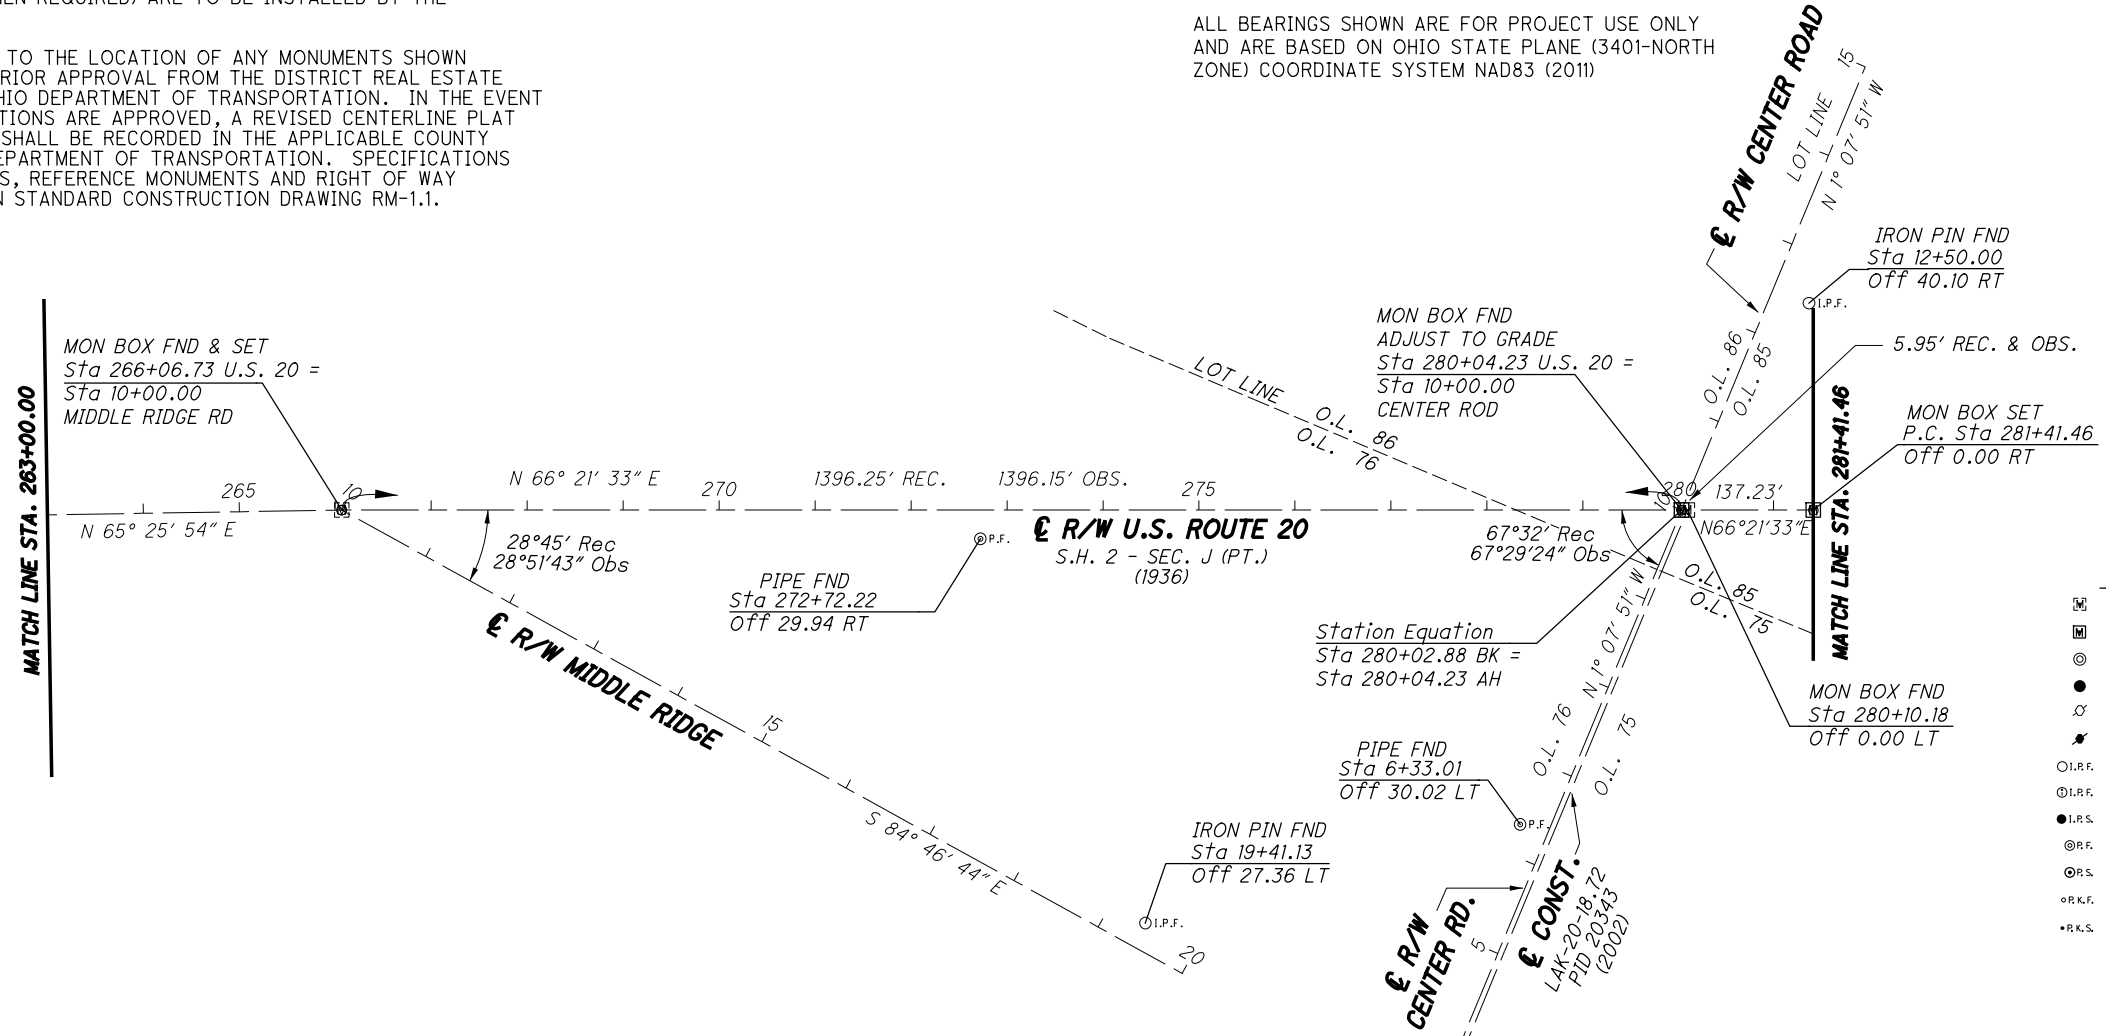 TO THE LOCATION OF ANY MONUMENTS SHOWN
APPROVAL FROM THE DISTRICT REAL ESTATE
DEPARTMENT OF TRANSPORTATION. IN THE EVENT
ARE APPROVED, A REVISED CENTERLINE PLAT
SHALL BE RECORDED IN THE APPLICABLE COUNTY
OF TRANSPORTATION. SPECIFICATIONS
REFERENCE MONUMENTS AND RIGHT OF WAY
STANDARD CONSTRUCTION DRAWING RM-1.1.
ALL BEARINGS SHOWN ARE FOR PROJECT USE ONLY
AND ARE BASED ON OHIO STATE PLANE (3401-NORTH
ZONE) COORDINATE SYSTEM NAD83 (2011)
℄ R/W CENTER ROAD
LOT LINE
15
N 1° 07' 51" W
IRON PIN FND
Sta 12+50.00
Off 40.10 RT
I.P.F.
MATCH LINE STA. 263+00.00
MON BOX FND & SET
Sta 266+06.73 U.S. 20 =
Sta 10+00.00
MIDDLE RIDGE RD
LOT LINE
O.L. 86
O.L. 76
MON BOX FND
ADJUST TO GRADE
Sta 280+04.23 U.S. 20 =
Sta 10+00.00
CENTER ROD
O.L. 86
O.L. 85
5.95' REC. & OBS.
MATCH LINE STA. 281+41.46
MON BOX SET
P.C. Sta 281+41.46
Off 0.00 RT
265
10
N 66° 21' 33" E
270
1396.25' REC.
1396.15' OBS.
275
10
280
137.23'
N 65° 25' 54" E
℄ R/W U.S. ROUTE 20
S.H. 2 - SEC. J (PT.)
(1936)
N66°21'33"E
28°45' Rec
28°51'43" Obs
P.F.
PIPE FND
Sta 272+72.22
Off 29.94 RT
67°32' Rec
67°29'24" Obs
O.L. 85
O.L. 75
℄ R/W MIDDLE RIDGE
15
S 84° 46' 44" E
20
Station Equation
Sta 280+02.88 BK =
Sta 280+04.23 AH
N 1° 07' 51" W
MON BOX FND
Sta 280+10.18
Off 0.00 LT
O.L. 76
O.L. 75
PIPE FND
Sta 6+33.01
Off 30.02 LT
P.F.
IRON PIN FND
Sta 19+41.13
Off 27.36 LT
I.P.F.
℄ R/W
CENTER RD.
5
℄ CONST.
LAK-20-18.72
PID 20343
(2002)
I.P.F.
I.P.F.
I.P.S.
P.F.
P.S.
P.K.F.
P.K.S.